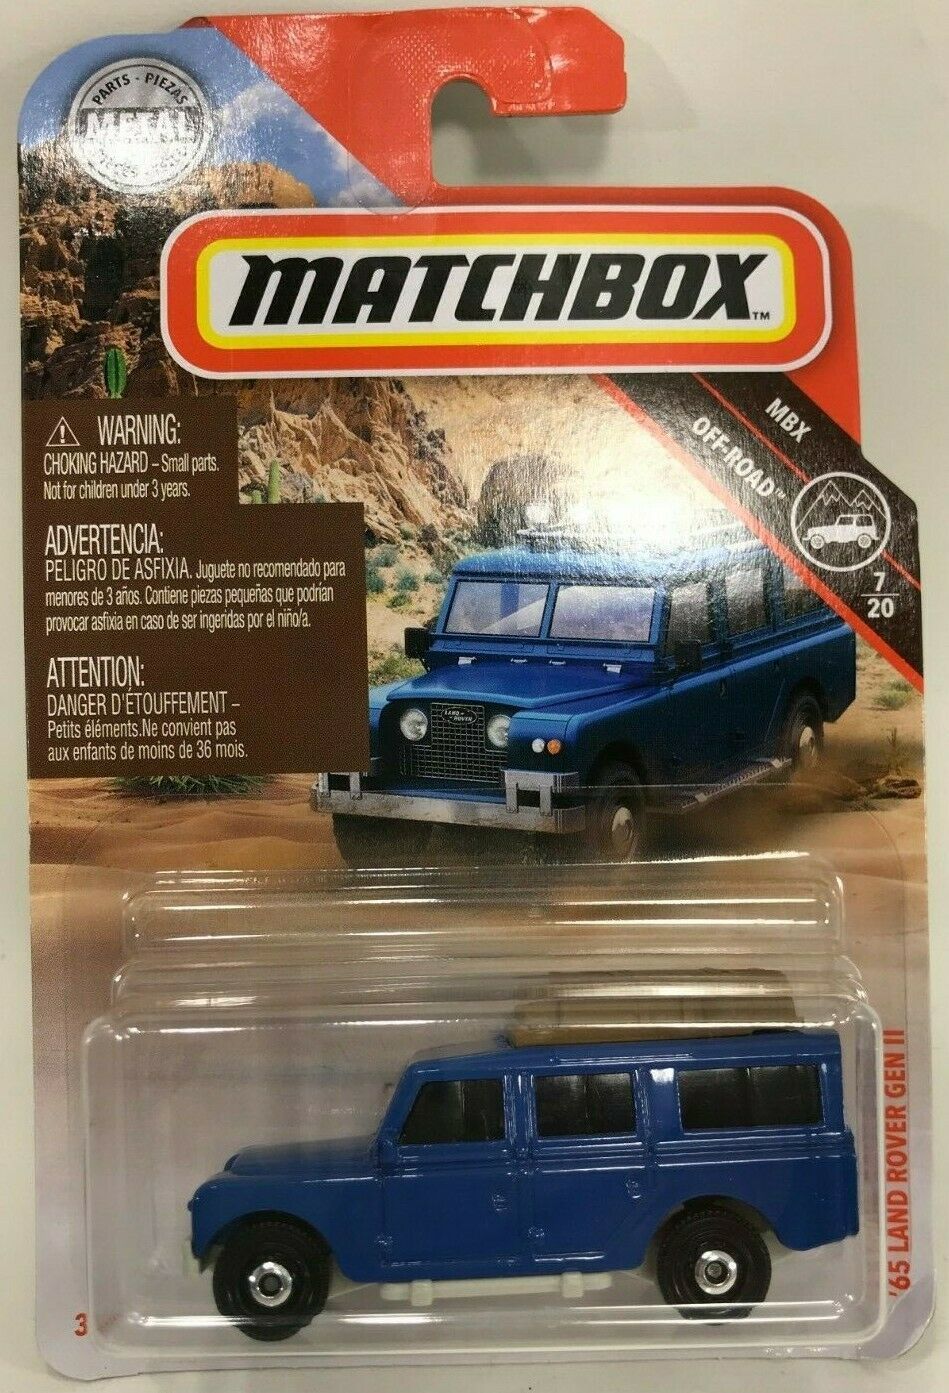 PARTS - PIEZAS
METAL
MATCHBOX™
MBX
OFF-ROAD™
7
20
WARNING:
CHOKING HAZARD – Small parts.
Not for children under 3 years.
ADVERTENCIA:
PELIGRO DE ASFIXIA. Juguete no recomendado para
menores de 3 años. Contiene piezas pequeñas que podrían
provocar asfixia en caso de ser ingeridas por el niño/a.
ATTENTION:
DANGER D'ÉTOUFFEMENT –
Petits éléments.Ne convient pas
aux enfants de moins de 36 mois.
LAND-
ROVER
'65 LAND ROVER GEN II
3